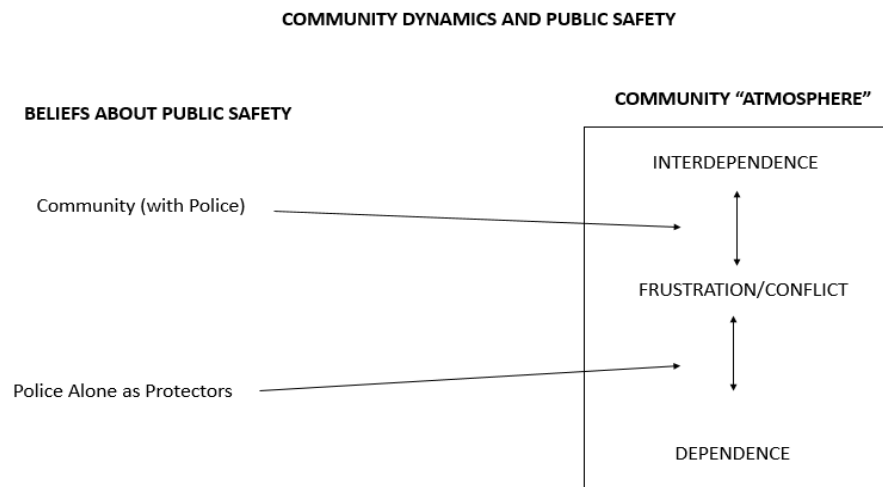 COMMUNITY DYNAMICS AND PUBLIC SAFETY
BELIEFS ABOUT PUBLIC SAFETY
COMMUNITY “ATMOSPHERE”
INTERDEPENDENCE
Community (with Police)
FRUSTRATION/CONFLICT
Police Alone as Protectors
DEPENDENCE